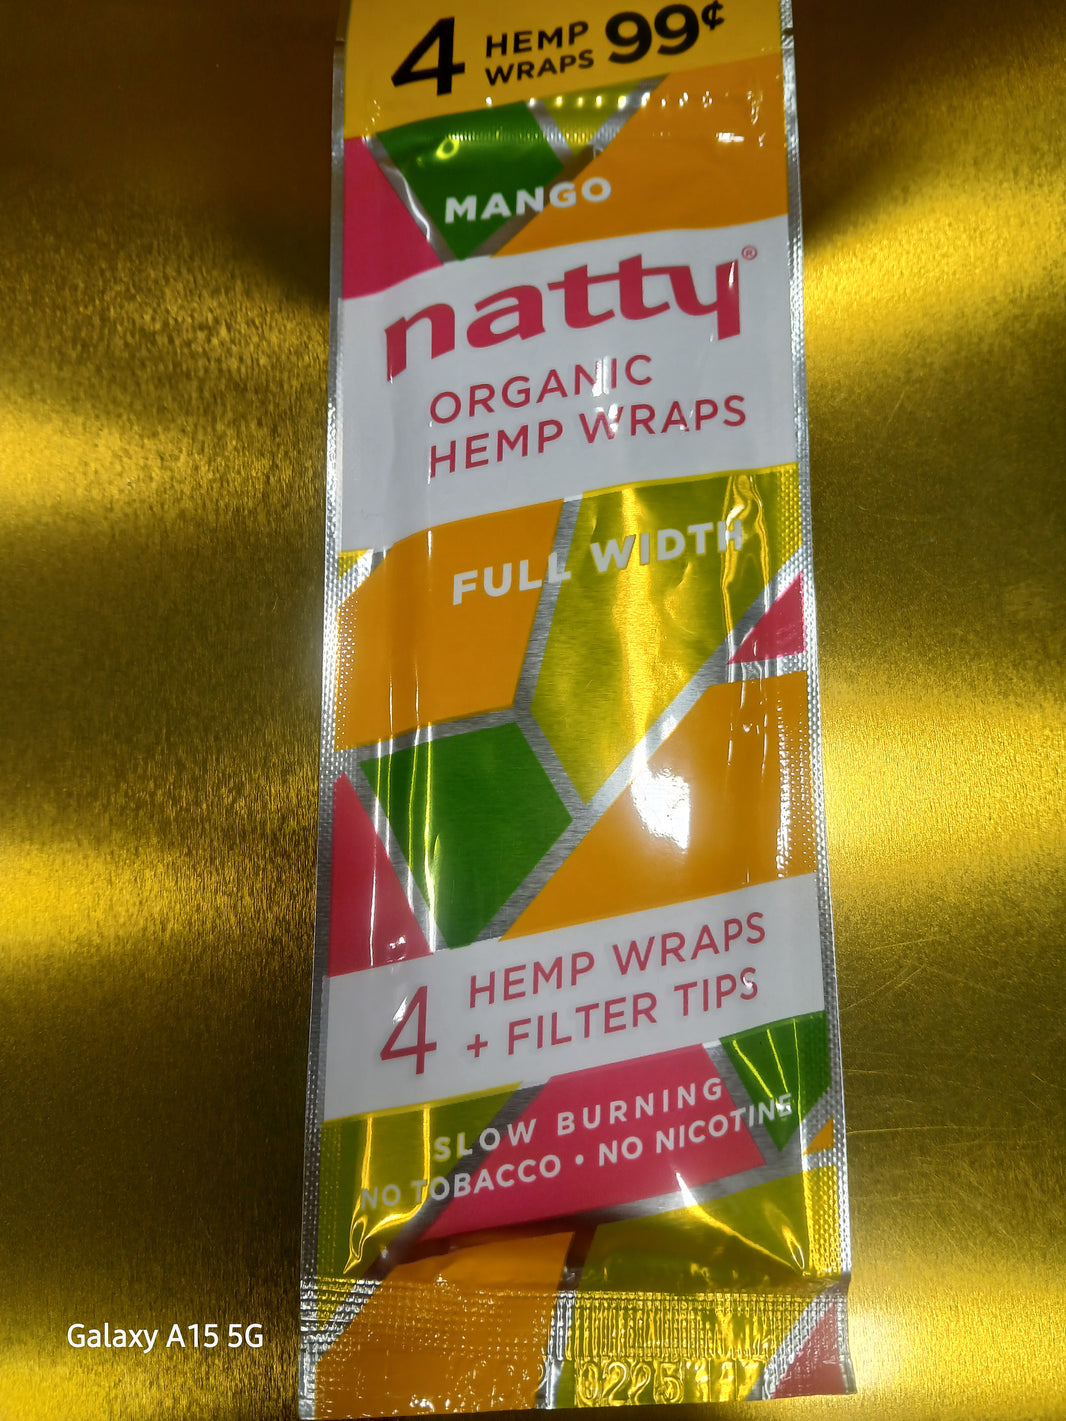 4 HEMP WRAPS 99¢
MANGO
natty®
ORGANIC
HEMP WRAPS
FULL WIDTH
4 HEMP WRAPS
+ FILTER TIPS
SLOW BURNING
NO TOBACCO • NO NICOTINE
Galaxy A15 5G